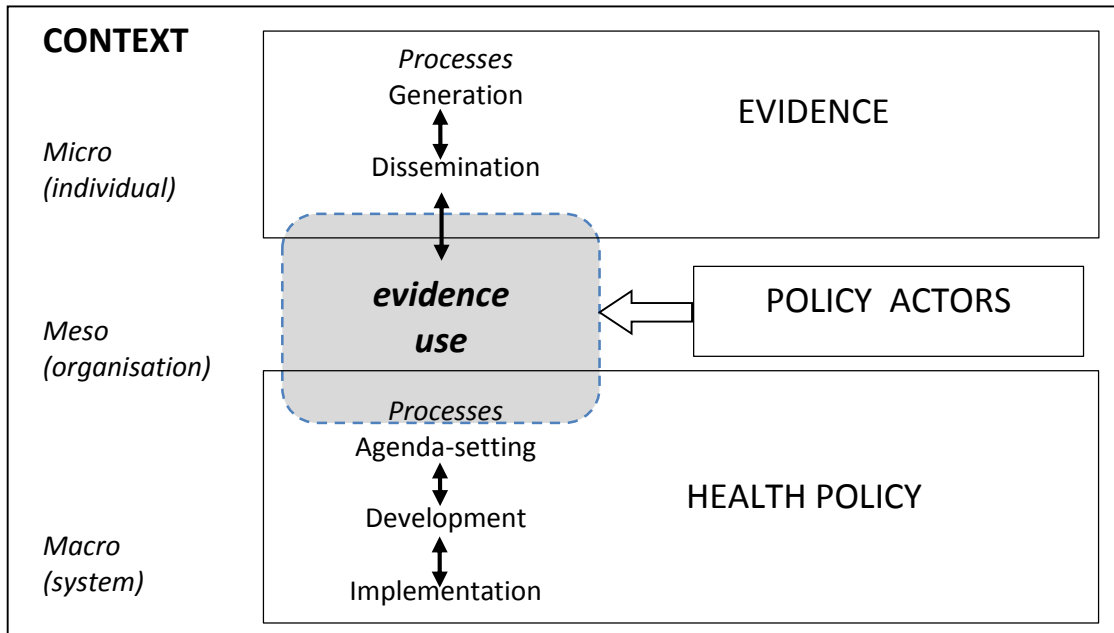 CONTEXT
Micro
(individual)
Meso
(organisation)
Macro
(system)
Processes
Generation
Dissemination
EVIDENCE
evidence
use
POLICY ACTORS
Processes
Agenda-setting
Development
Implementation
HEALTH POLICY